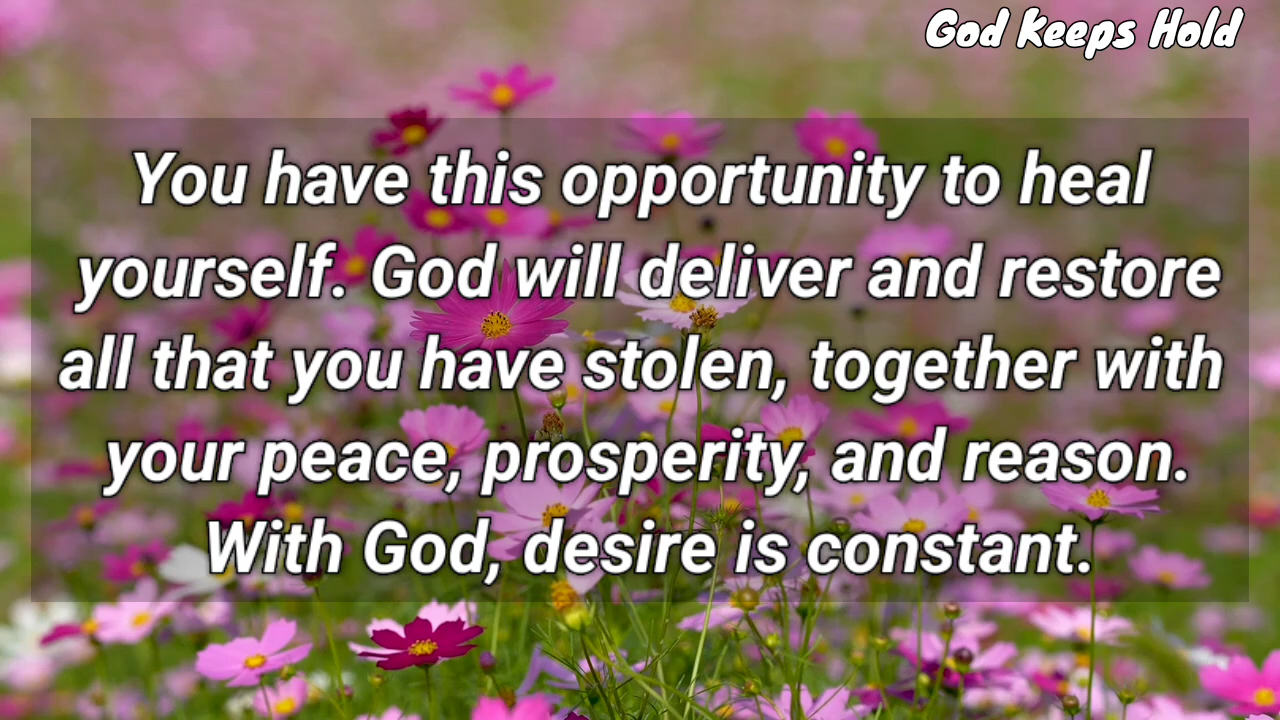 God Keeps Hold
You have this opportunity to heal
yourself. God will deliver and restore
all that you have stolen, together with
your peace, prosperity, and reason.
With God, desire is constant.